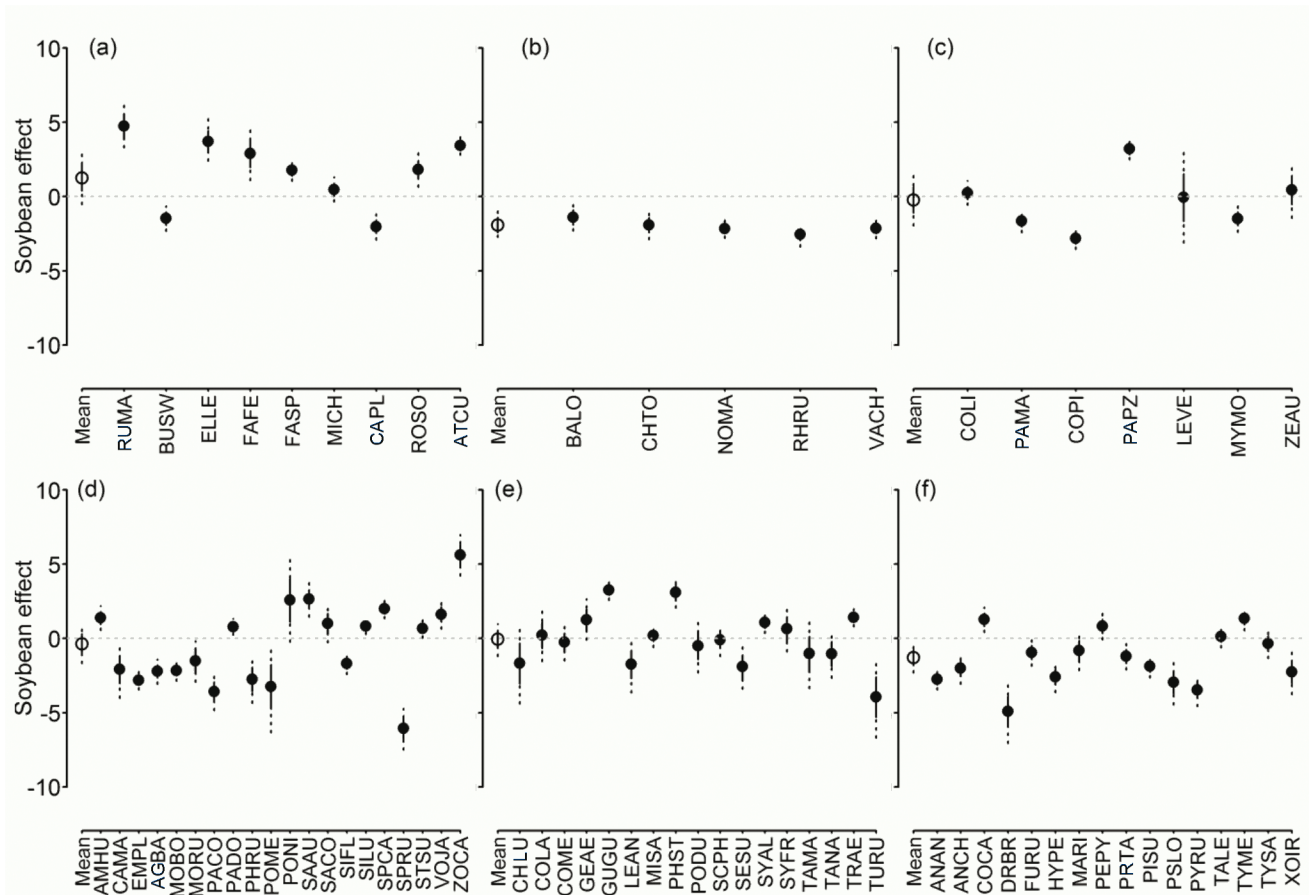 (a) (b) (c)
10
5
0
-5
-10
Soybean effect
Mean RUMA BUSW ELLE FAFE FASP MICH CAPL ROSO ATCU
Mean BALO CHTO NOMA RHRU VACH
Mean COLI PAMA COPI PAPZ LEVE MYMO ZEAU
(d) (e) (f)
10
5
0
-5
-10
Soybean effect
Mean AMHU CAMA EMPL AGBA MOBO MORU PACO PADO PHRU POME PONI SAAU SACO SIFL SILU SPCA SPRU STSU VOJA ZOCA
Mean CHLU COLA COME GEAE GUGU LEAN MISA PHST PODU SCPH SESU SYAL SYFR TAMA TANA TRAE TURU
Mean ANAN ANCH COCA DRBR FURU HYPE MARI PEPY PRTA PISU PSLO PYRU TALE TYME TYSA XOIR